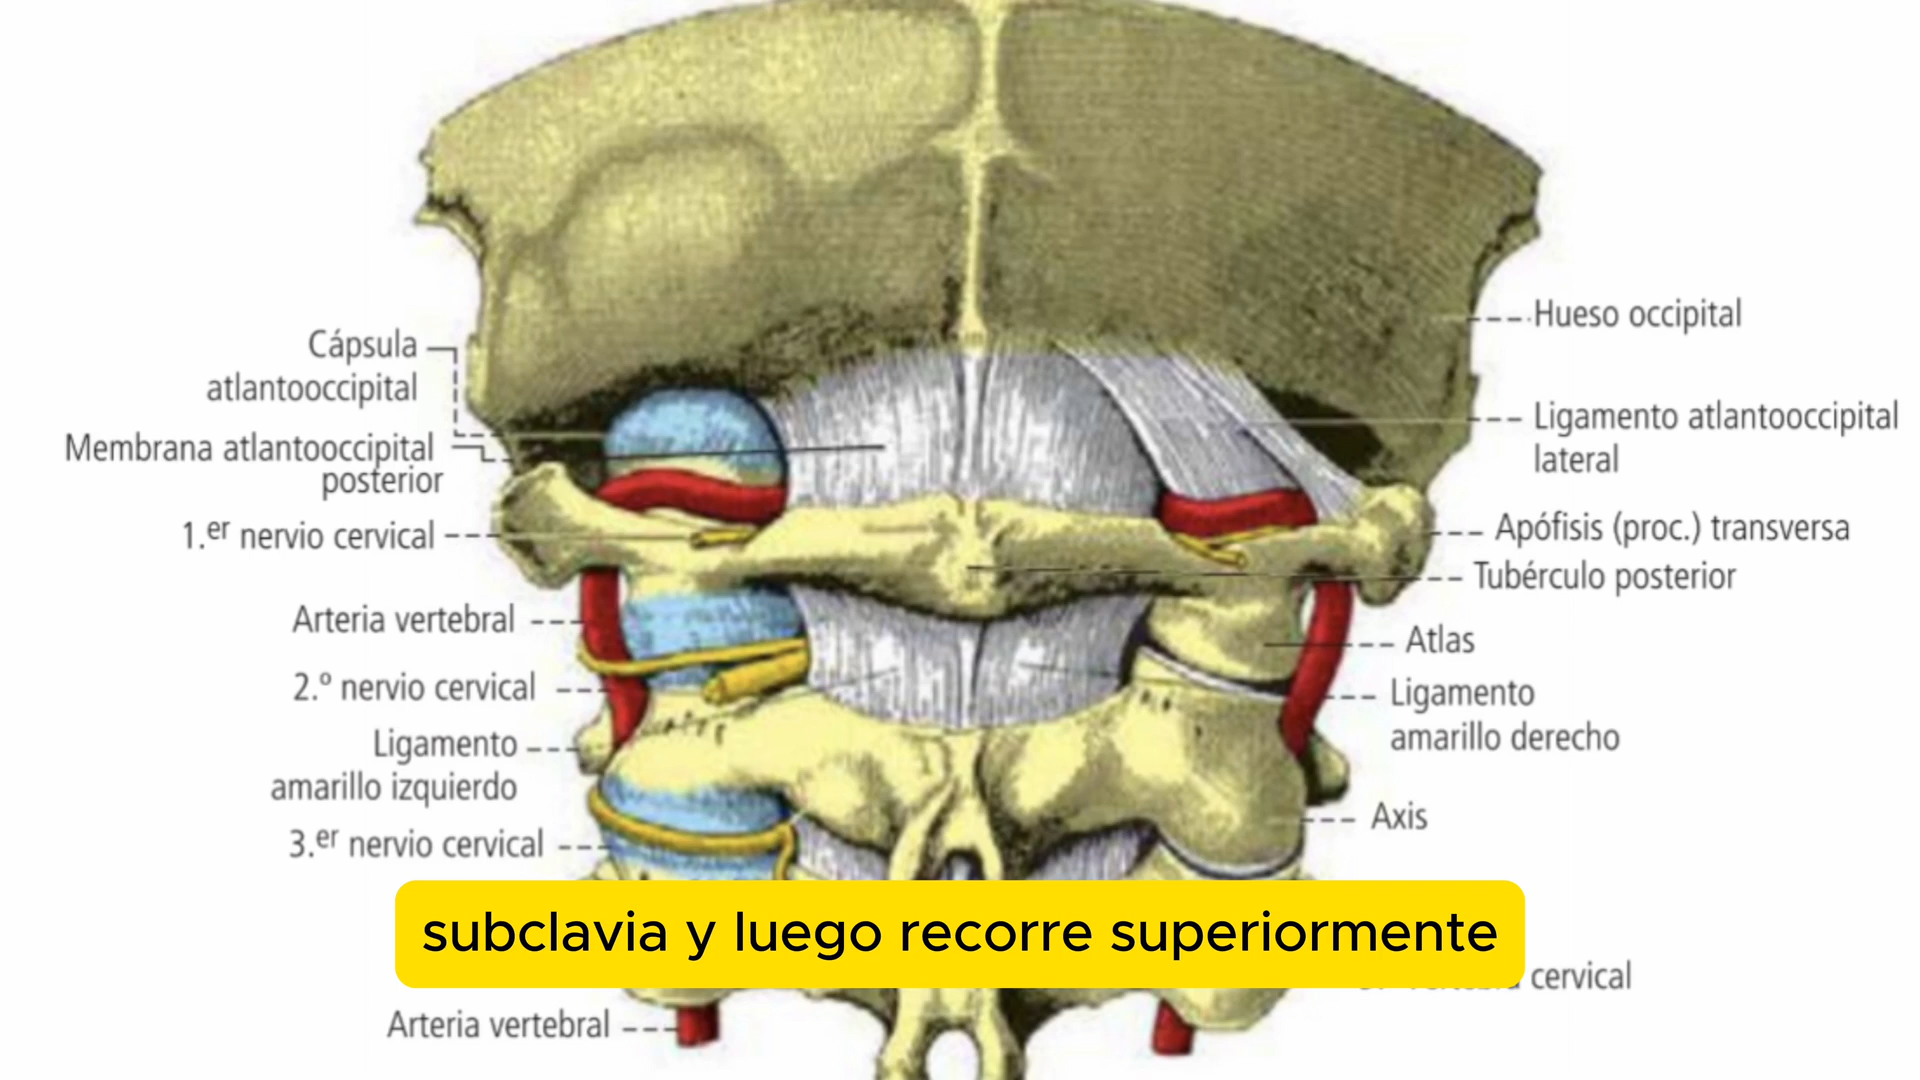 Cápsula
atlantooccipital
Membrana atlantooccipital
posterior
1.er nervio cervical
Arteria vertebral
2.º nervio cervical
Ligamento
amarillo izquierdo
3.er nervio cervical
Hueso occipital
Ligamento atlantooccipital
lateral
Apófisis (proc.) transversa
Tubérculo posterior
Atlas
Ligamento
amarillo derecho
Axis
subclavia y luego recorre superiormente
cervical
Arteria vertebral